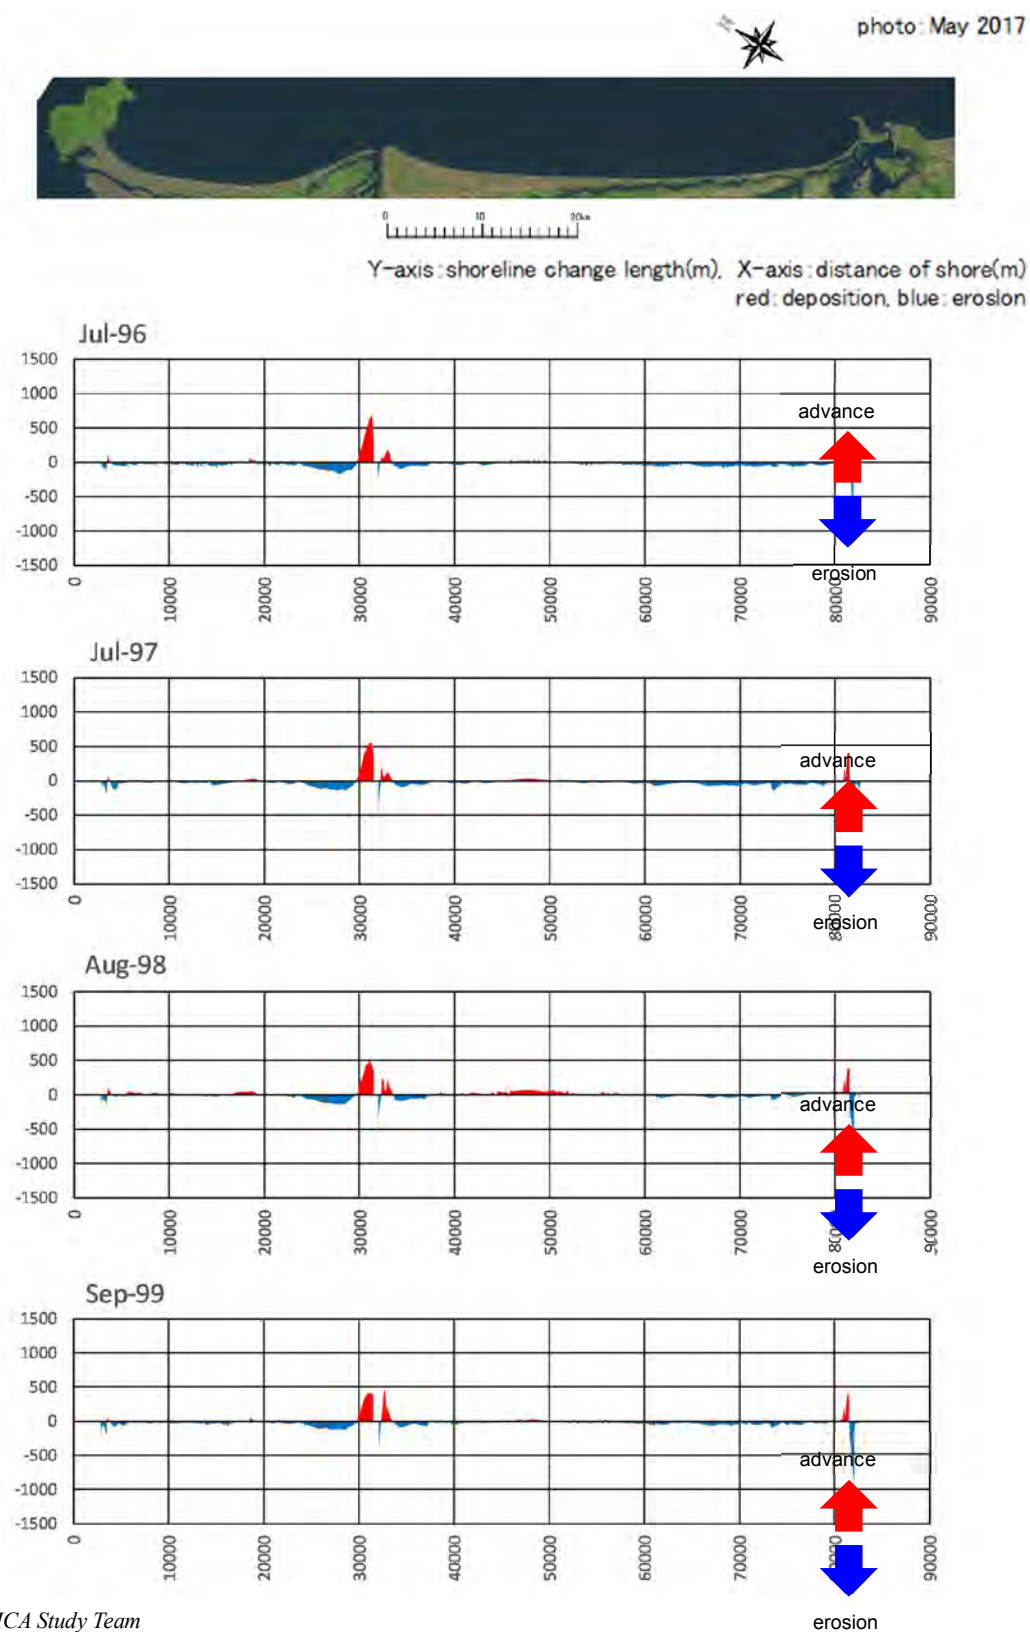 photo: May 2017
0 10 20km
Y-axis: shoreline change length(m), X-axis: distance of shore(m)
red: deposition, blue: erosion
Jul-96
1500
1000
500
0
-500
-1000
-1500
advance
erosion
0 10000 20000 30000 40000 50000 60000 70000 80000 90000
Jul-97
1500
1000
500
0
-500
-1000
-1500
advance
erosion
0 10000 20000 30000 40000 50000 60000 70000 80000 90000
Aug-98
1500
1000
500
0
-500
-1000
-1500
advance
erosion
0 10000 20000 30000 40000 50000 60000 70000 80000 90000
Sep-99
1500
1000
500
0
-500
-1000
-1500
advance
erosion
0 10000 20000 30000 40000 50000 60000 70000 90000
ICA Study Team